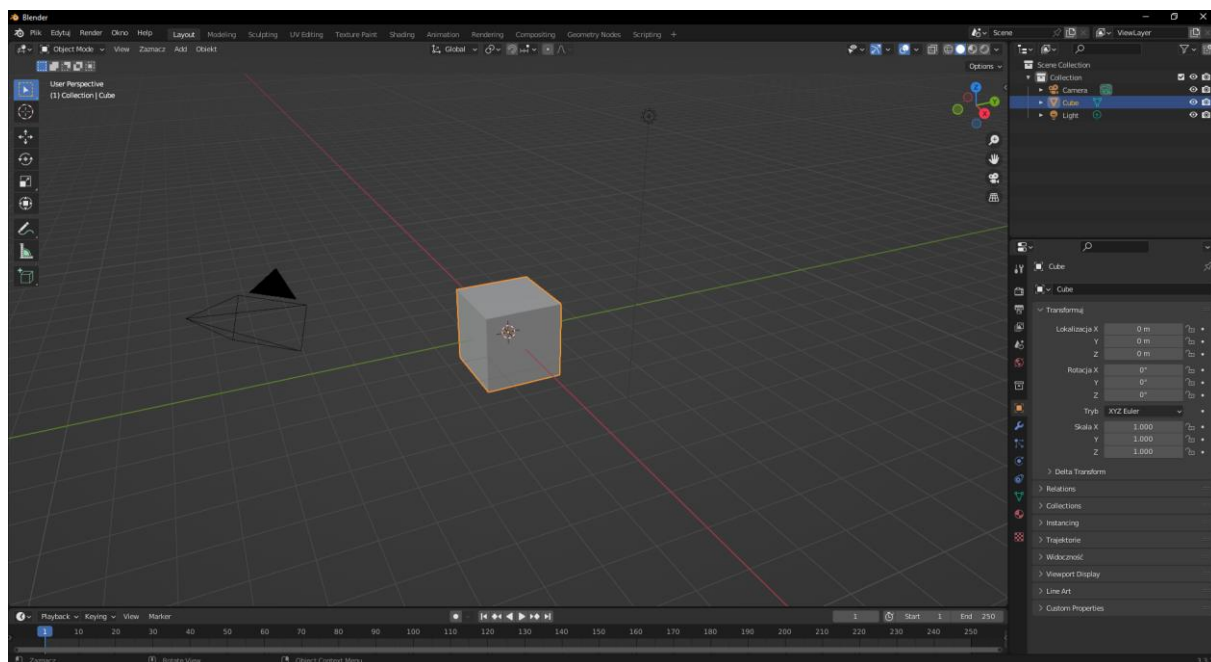 Blender
Plik Edytuj Render Okno Help Layout Modeling Sculpting UV Editing Texture Paint Shading Animation Rendering Compositing Geometry Nodes Scripting + Scene ViewLayer
Object Mode View Zaznacz Add Obiekt Global
Options
User Perspective
(1) Collection | Cube
Z
Y
X
Scene Collection
Collection
Camera
Cube
Light
Cube
Cube
Transformuj
Lokalizacja X 0 m
Y 0 m
Z 0 m
Rotacja X 0°
Y 0°
Z 0°
Tryb XYZ Euler
Skala X 1.000
Y 1.000
Z 1.000
Delta Transform
Relations
Collections
Instancing
Trajektorie
Widoczność
Viewport Display
Line Art
Custom Properties
Playback Keying View Marker 1 Start 1 End 250
1 10 20 30 40 50 60 70 80 90 100 110 120 130 140 150 160 170 180 190 200 210 220 230 240 250
Zaznacz Rotate View Object Context Menu